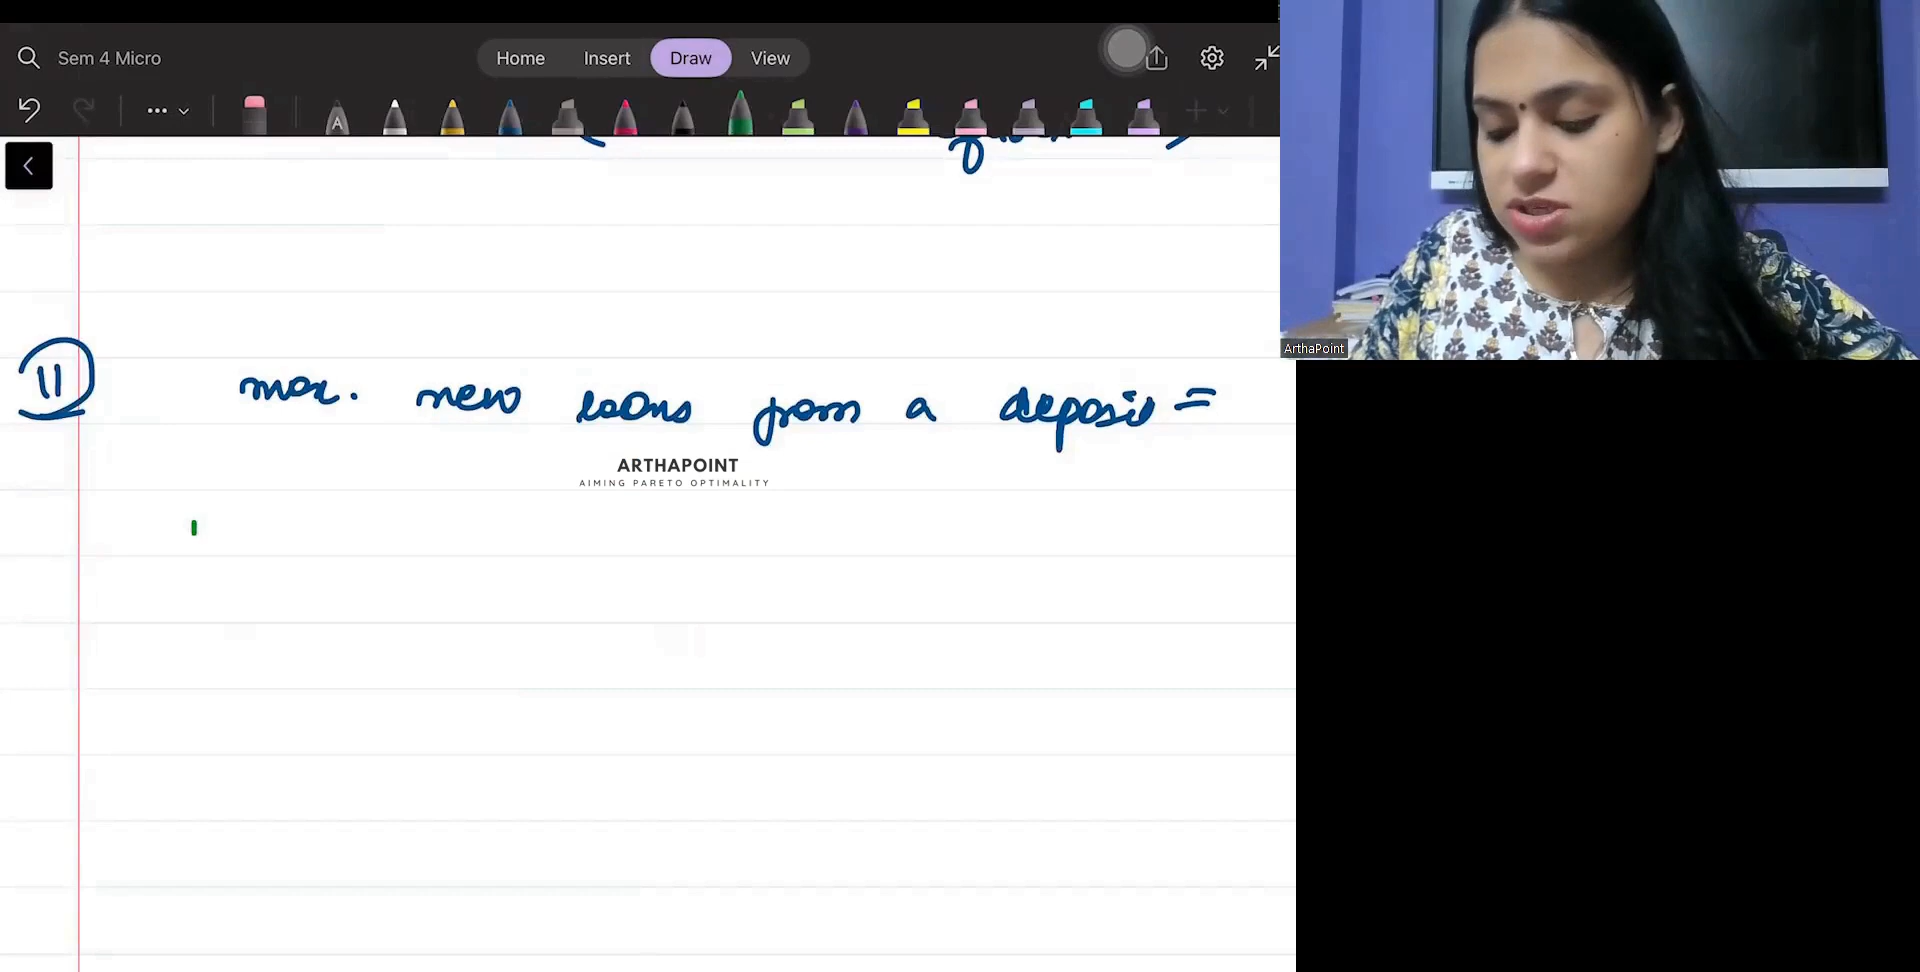 Sem 4 Micro
Home Insert Draw View
A
ArthaPoint
11 max. new loans from a deposit =
ARTHAPOINT
AIMING PARETO OPTIMALITY